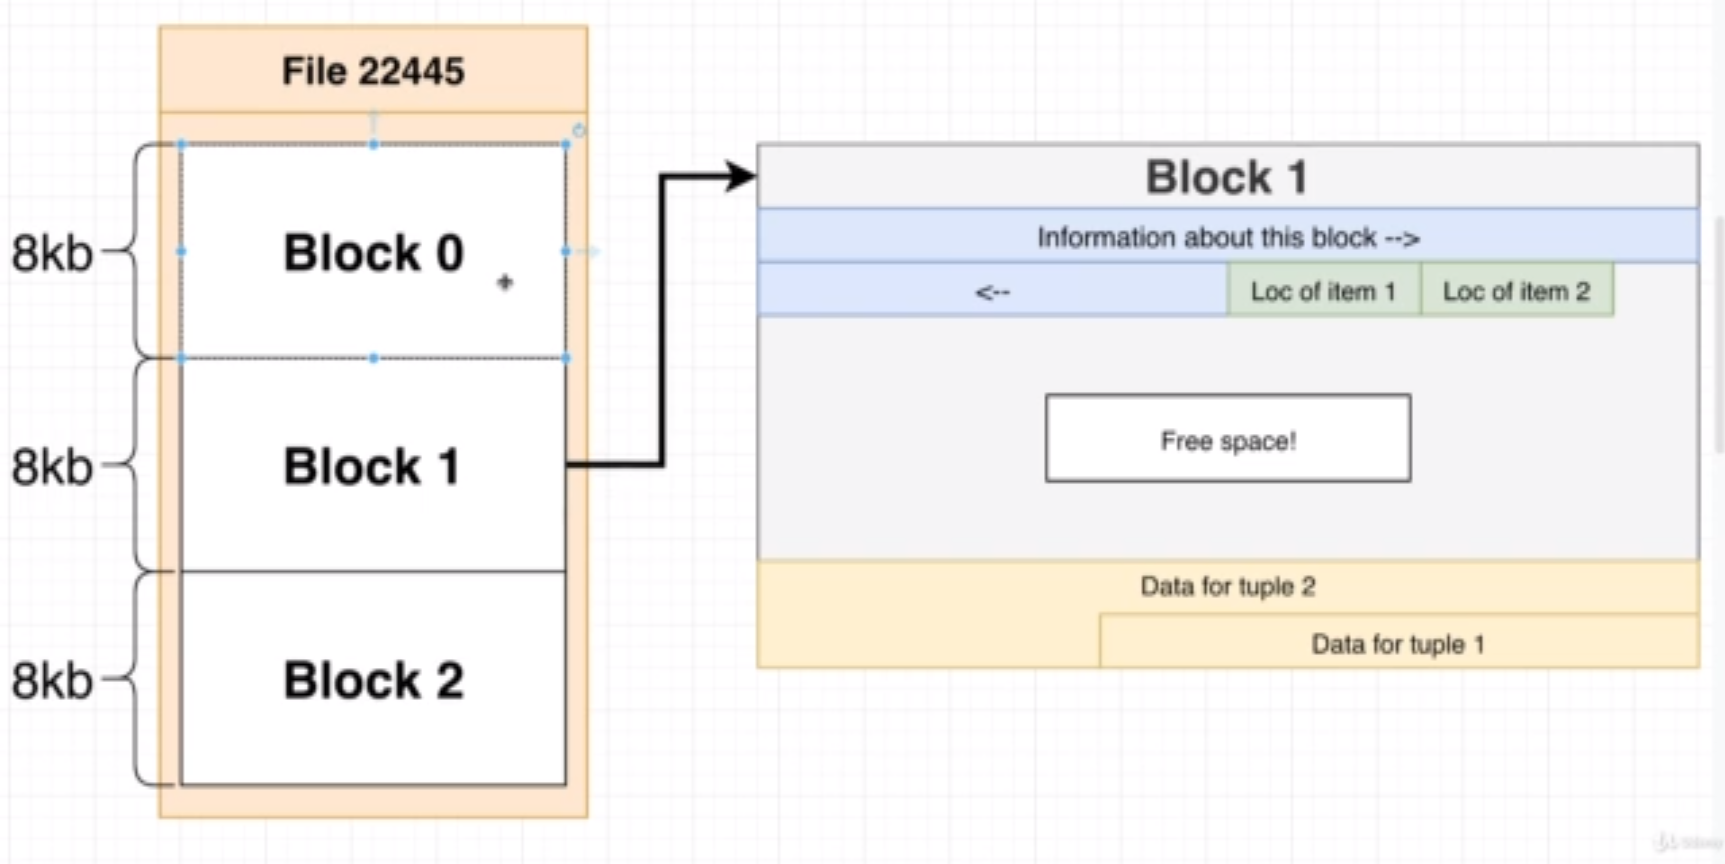 File 22445
8kb
Block 0
8kb
Block 1
8kb
Block 2
Block 1
Information about this block -->
<--
Loc of item 1
Loc of item 2
Free space!
Data for tuple 2
Data for tuple 1